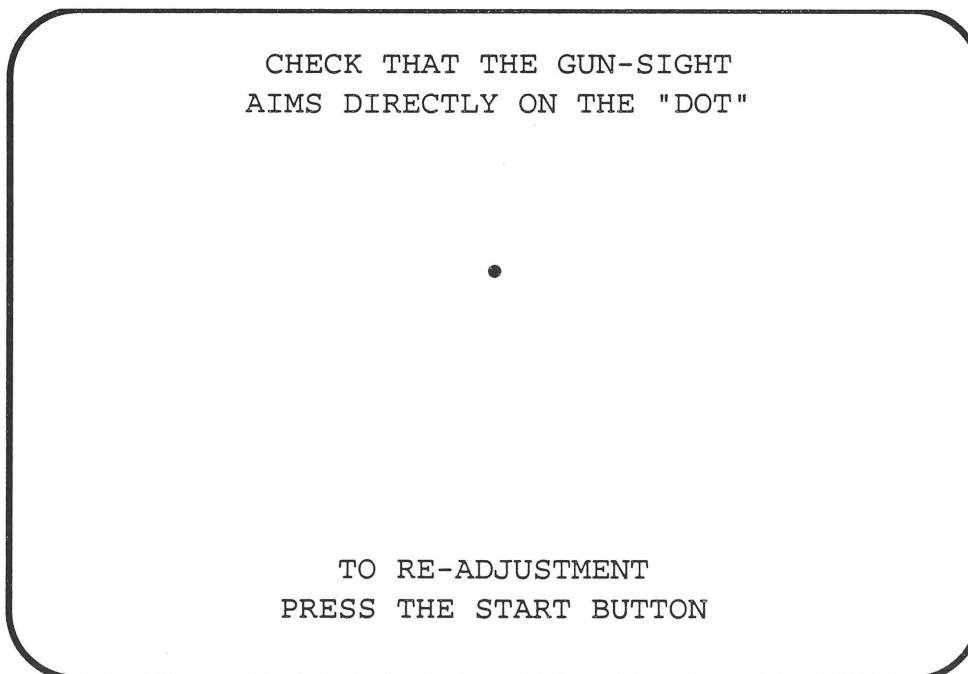 CHECK THAT THE GUN-SIGHT
AIMS DIRECTLY ON THE "DOT"
TO RE-ADJUSTMENT
PRESS THE START BUTTON